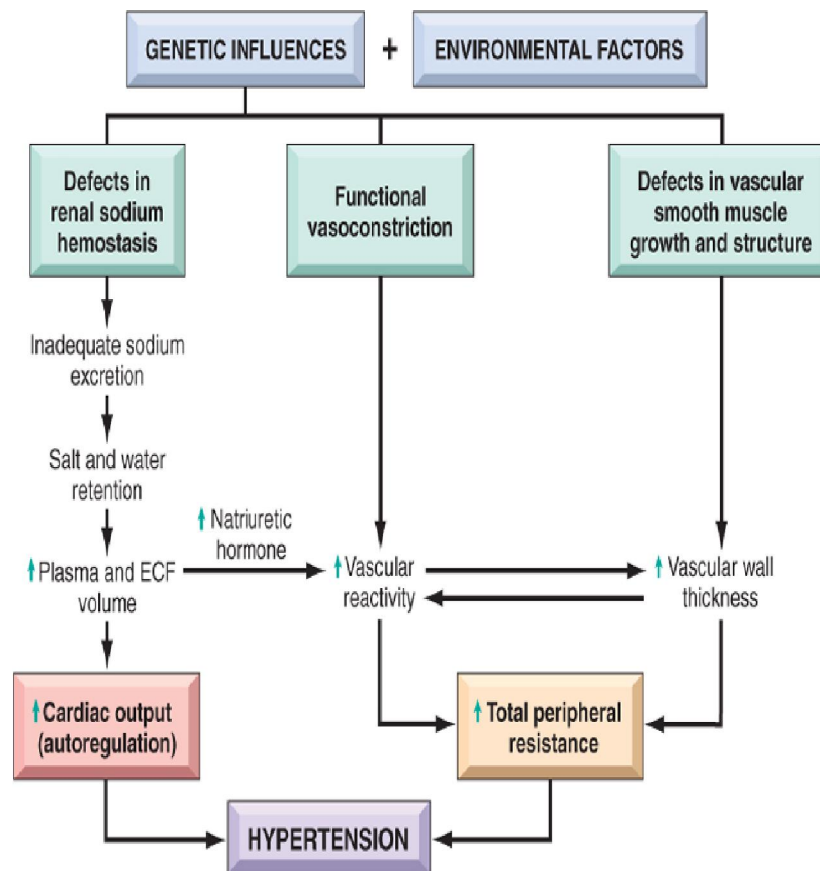 GENETIC INFLUENCES + ENVIRONMENTAL FACTORS
Defects in
renal sodium
hemostasis
Functional
vasoconstriction
Defects in vascular
smooth muscle
growth and structure
Inadequate sodium
excretion
Salt and water
retention
↑ Natriuretic
hormone
↑ Plasma and ECF
volume
↑ Vascular
reactivity
↑ Vascular wall
thickness
↑ Cardiac output
(autoregulation)
↑ Total peripheral
resistance
HYPERTENSION